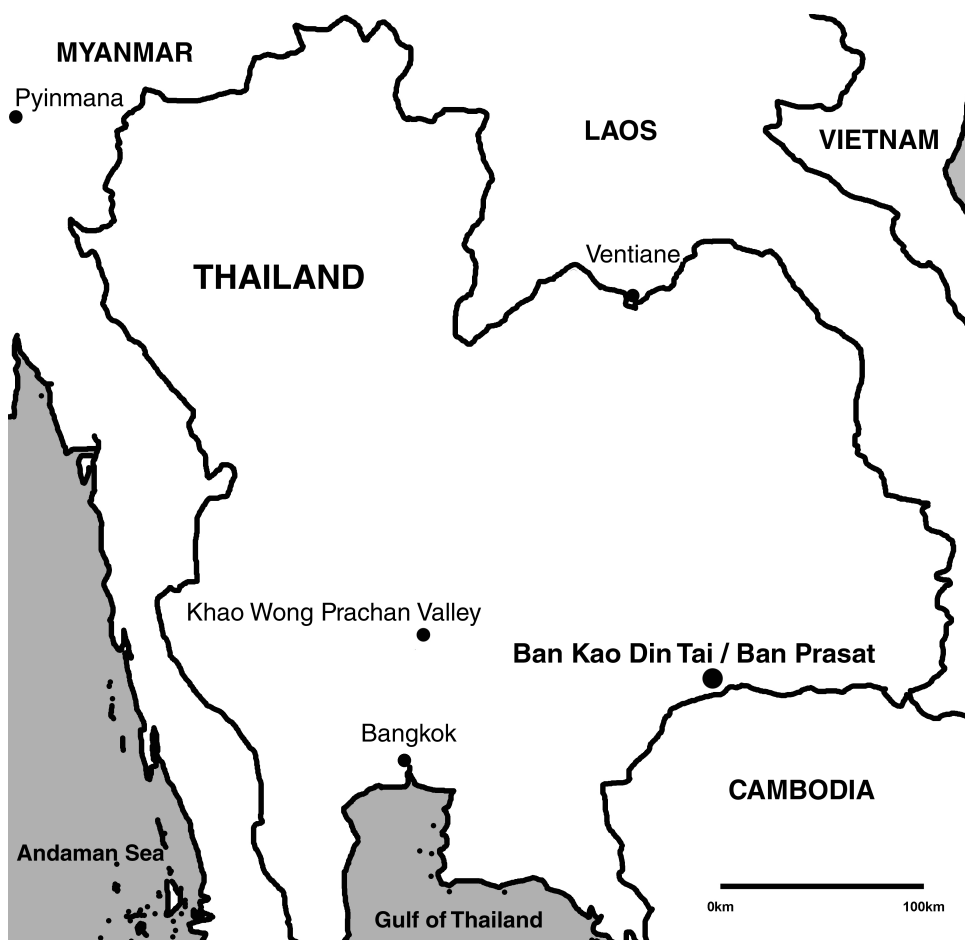 MYANMAR
Pyinmana
LAOS
VIETNAM
Ventiane
THAILAND
Khao Wong Prachan Valley
Ban Kao Din Tai / Ban Prasat
Bangkok
CAMBODIA
Andaman Sea
0km 100km
Gulf of Thailand